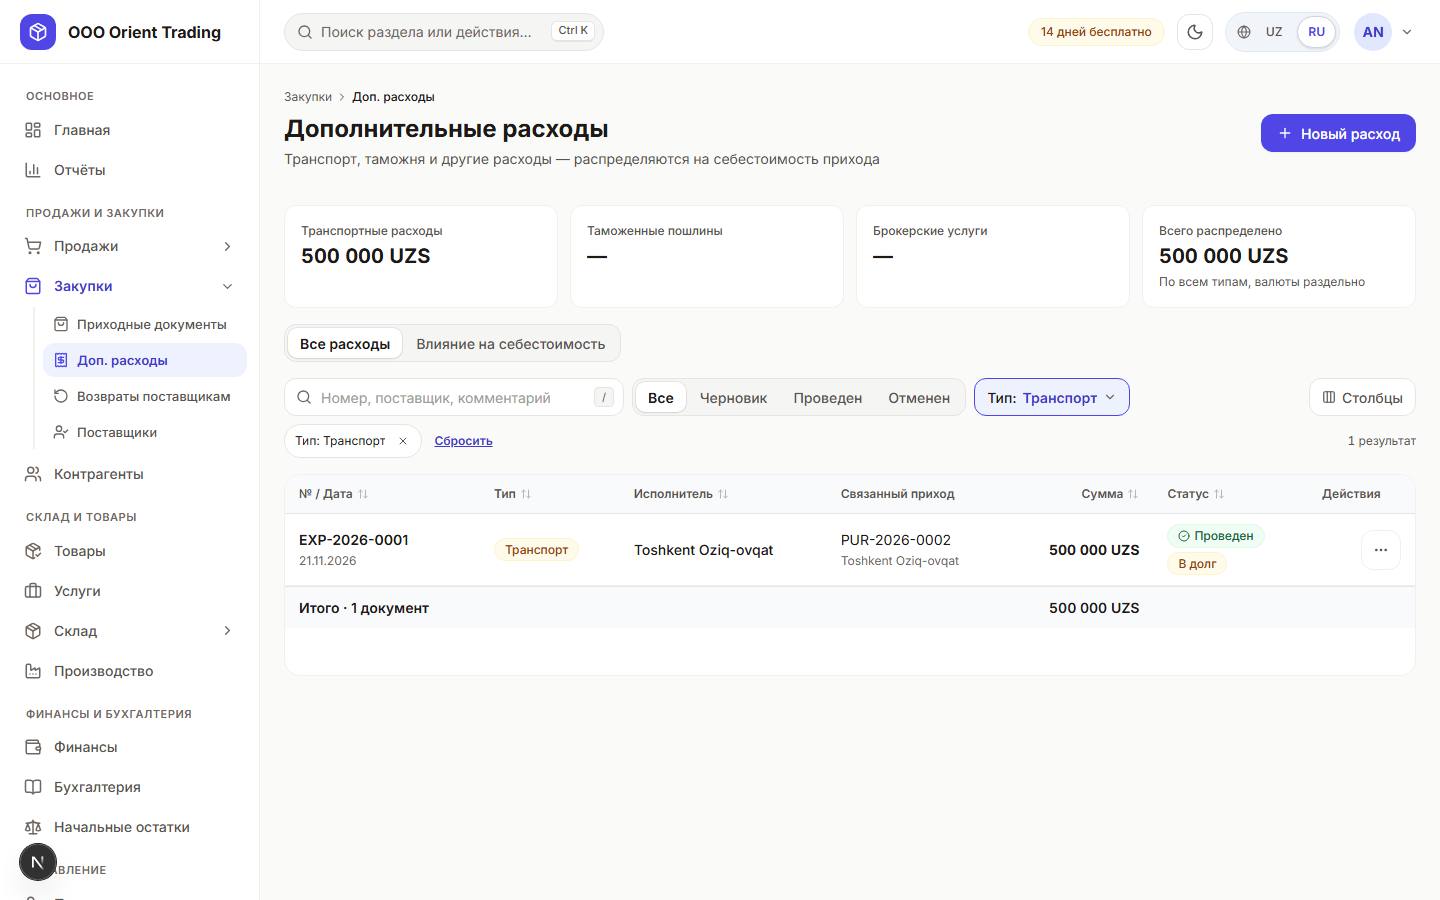 ООО Orient Trading
Поиск раздела или действия...
Ctrl K
14 дней бесплатно
UZ
RU
AN
ОСНОВНОЕ
Главная
Отчёты
ПРОДАЖИ И ЗАКУПКИ
Продажи
Закупки
Приходные документы
Доп. расходы
Возвраты поставщикам
Поставщики
Контрагенты
СКЛАД И ТОВАРЫ
Товары
Услуги
Склад
Производство
ФИНАНСЫ И БУХГАЛТЕРИЯ
Финансы
Бухгалтерия
Начальные остатки
N
Закупки > Доп. расходы
Дополнительные расходы
Транспорт, таможня и другие расходы — распределяются на себестоимость прихода
+ Новый расход
Транспортные расходы
500 000 UZS
Таможенные пошлины
—
Брокерские услуги
—
Всего распределено
500 000 UZS
По всем типам, валюты раздельно
Все расходы
Влияние на себестоимость
Номер, поставщик, комментарий
/
Все
Черновик
Проведен
Отменен
Тип: Транспорт
Столбцы
Тип: Транспорт ×
Сбросить
1 результат
№ / Дата
Тип
Исполнитель
Связанный приход
Сумма
Статус
Действия
EXP-2026-0001
21.11.2026
Транспорт
Toshkent Oziq-ovqat
PUR-2026-0002
Toshkent Oziq-ovqat
500 000 UZS
Проведен
В долг
Итого · 1 документ
500 000 UZS